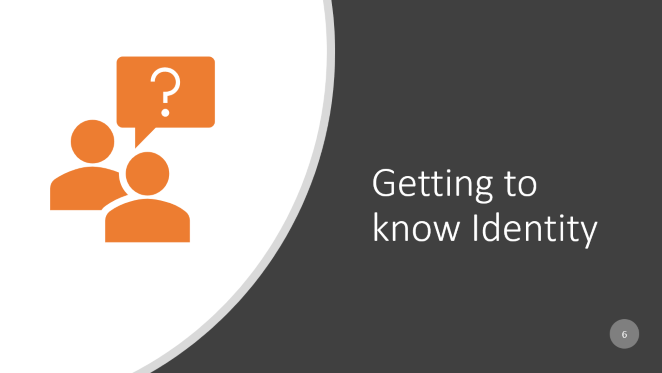 ?
Getting to
know Identity
6